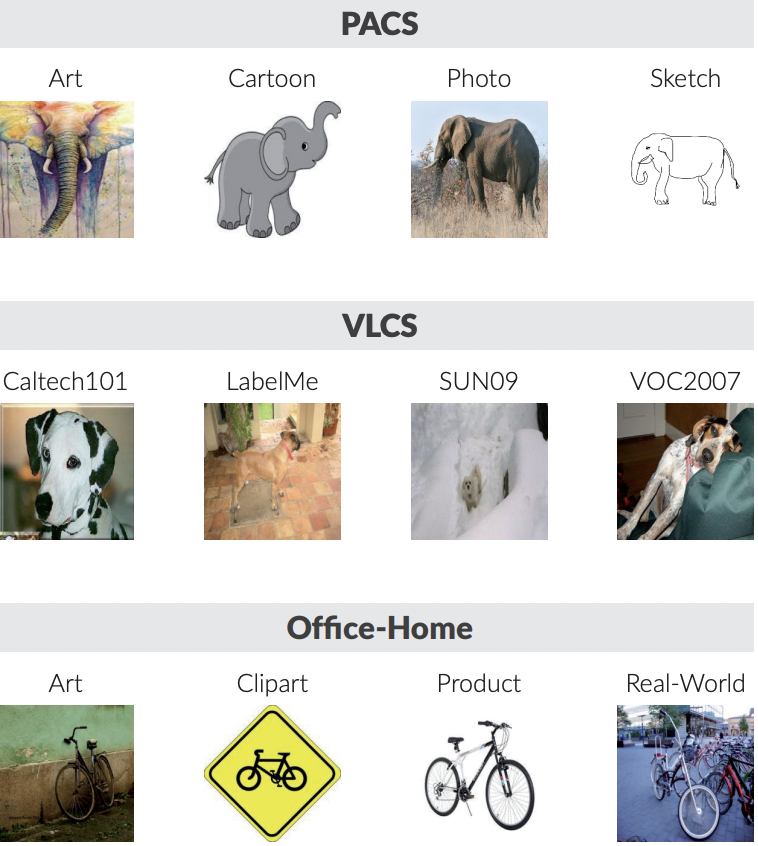 PACS
Art Cartoon Photo Sketch
VLCS
Caltech101 LabelMe SUN09 VOC2007
Office-Home
Art Clipart Product Real-World